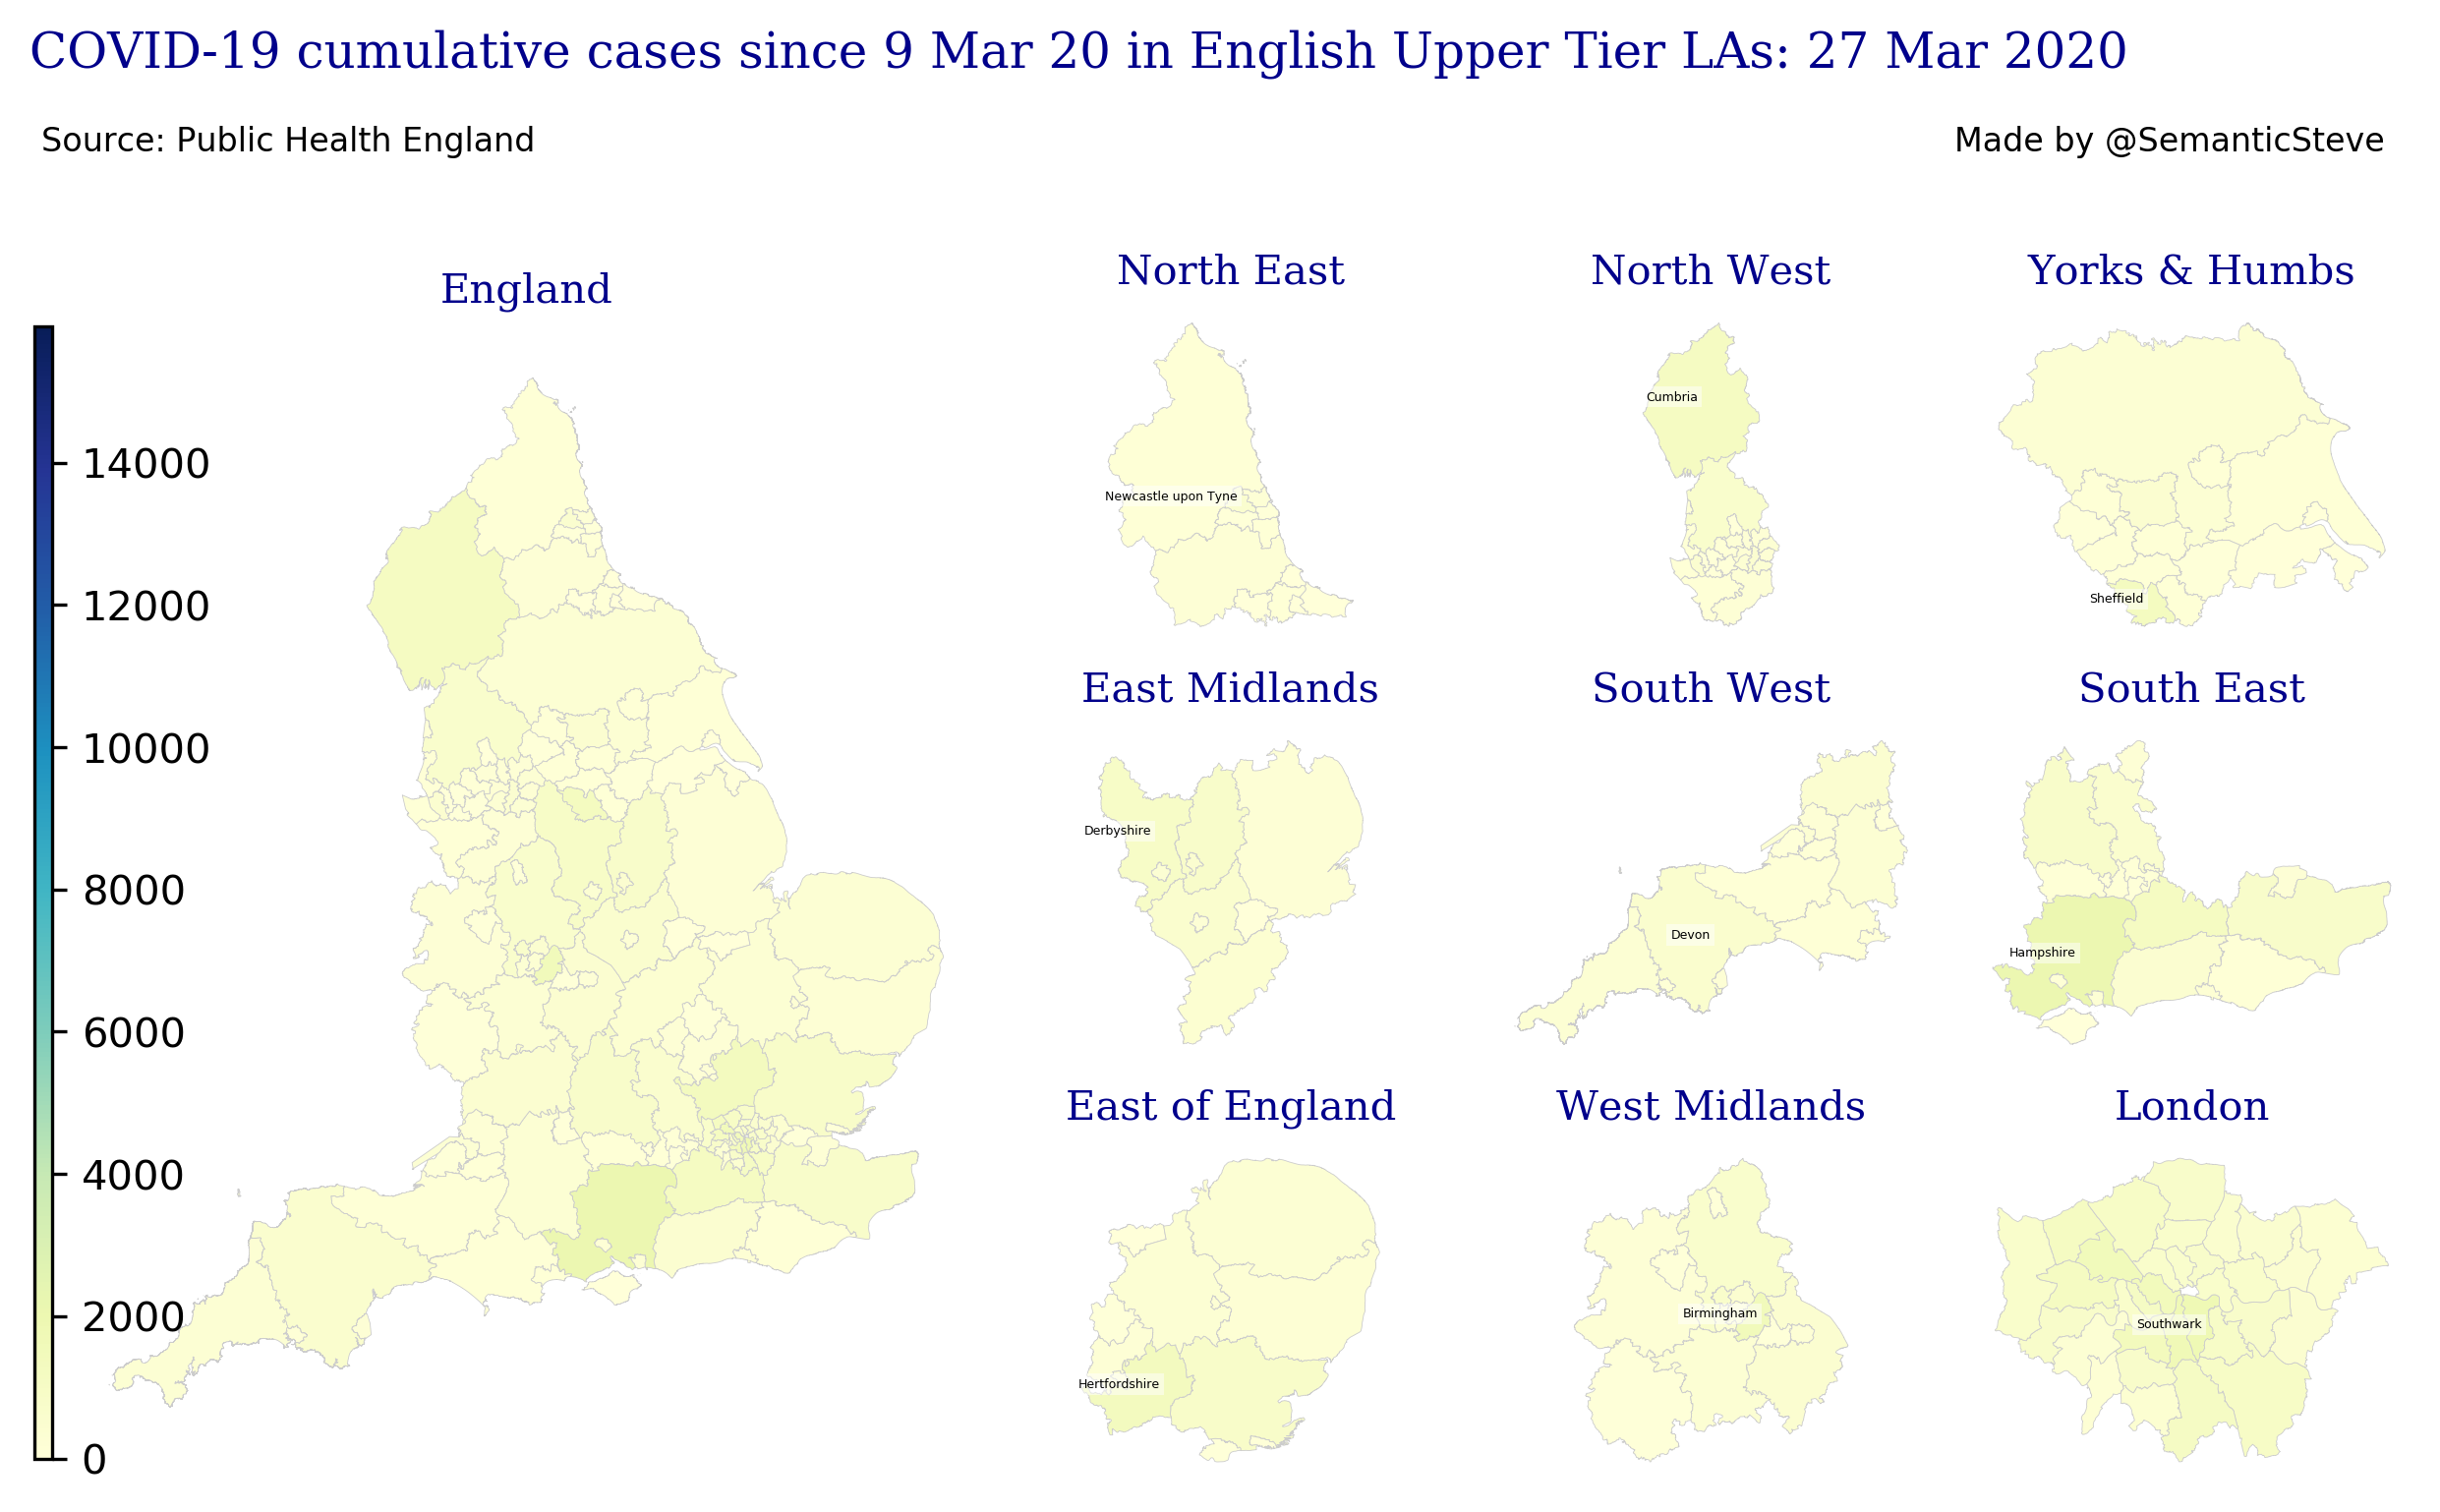 COVID-19 cumulative cases since 9 Mar 20 in English Upper Tier LAs: 27 Mar 2020
Source: Public Health England
Made by @SemanticSteve
England
14000
12000
10000
8000
6000
4000
2000
0
North East
Newcastle upon Tyne
North West
Cumbria
Yorks & Humbs
Sheffield
East Midlands
Derbyshire
South West
Devon
South East
Hampshire
East of England
Hertfordshire
West Midlands
Birmingham
London
Southwark